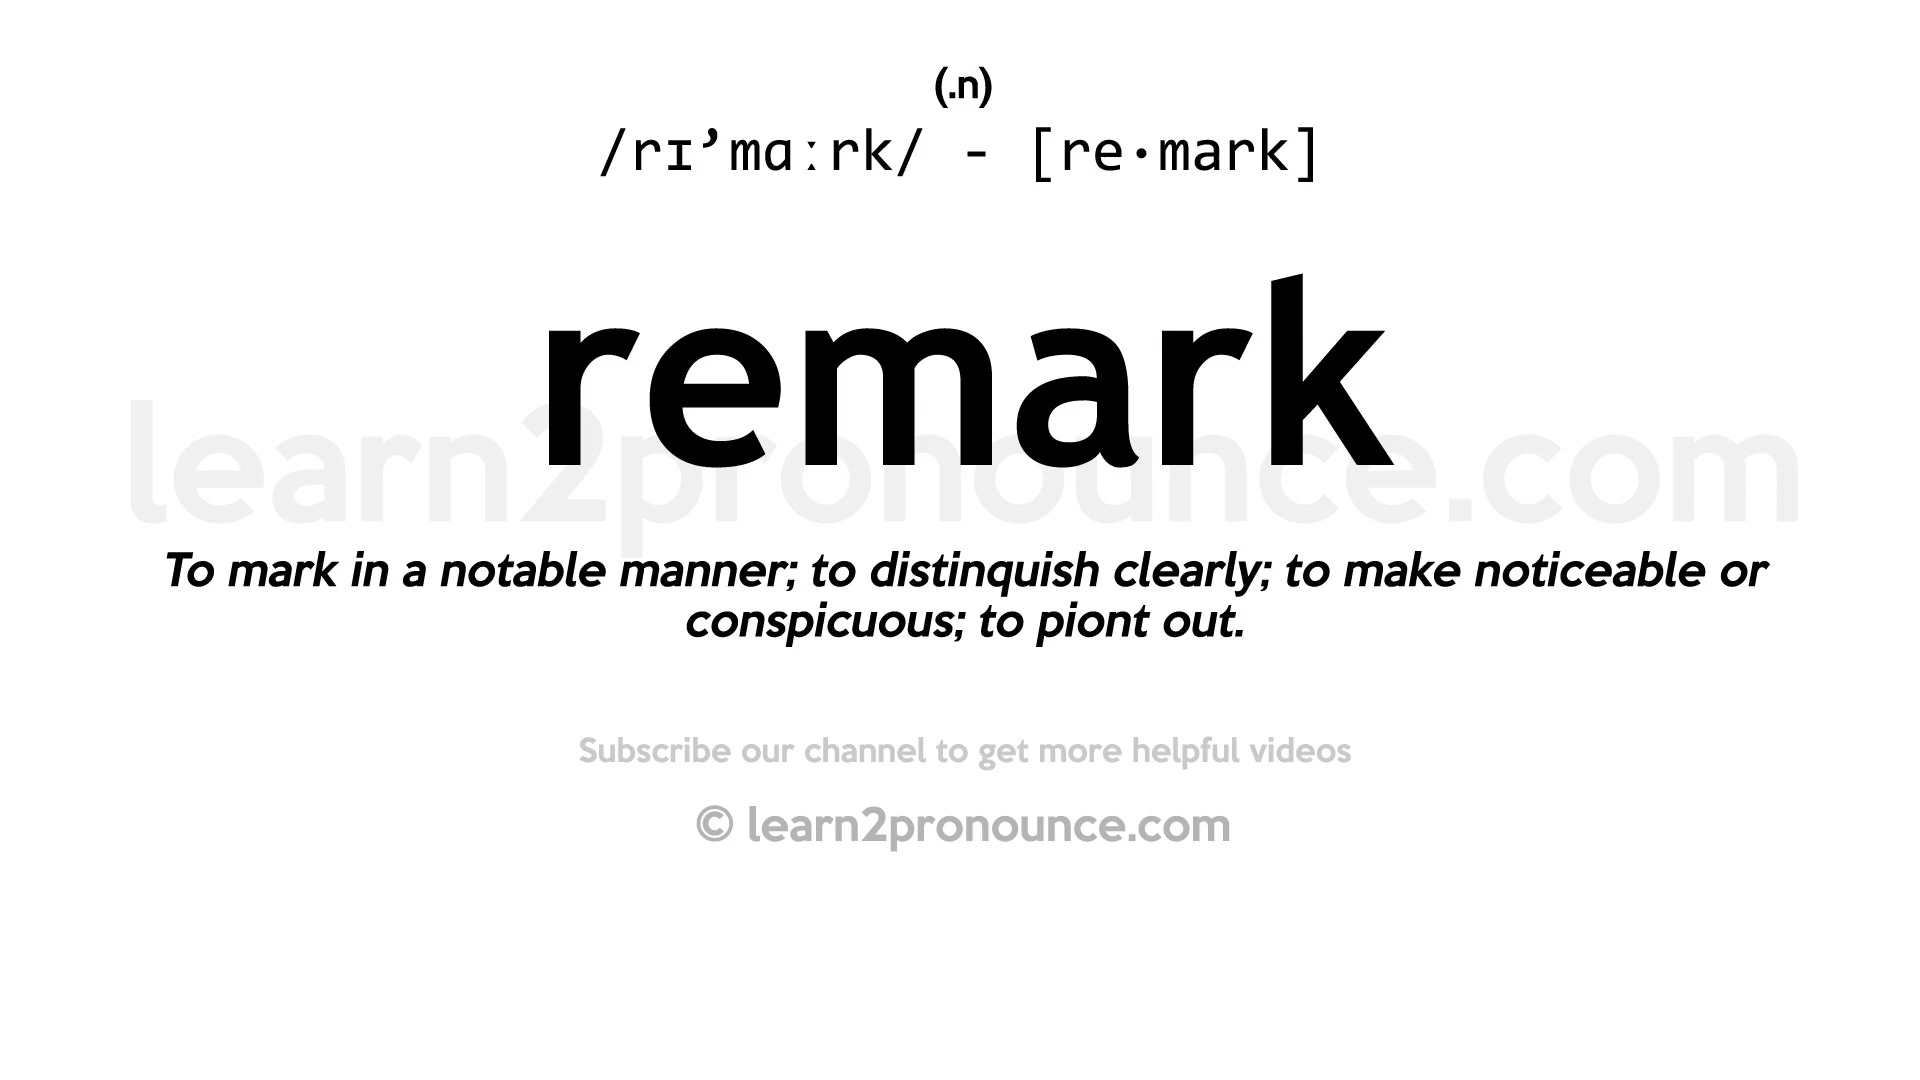 (.n)
/rɪ’mɑːrk/ - [re·mark]
remark
learn2pronounce.com
To mark in a notable manner; to distinquish clearly; to make noticeable or
conspicuous; to piont out.
Subscribe our channel to get more helpful videos
© learn2pronounce.com